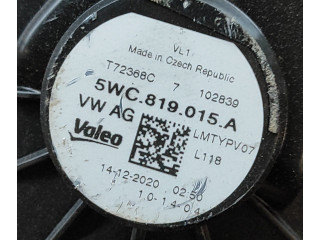 VL1
Made in Czech Republic
T72368C 7 102839
5WC.819.015.A
VW AG
LMTYPV07
Valeo
L118
14-12-2020 02:50
1.0-14-04